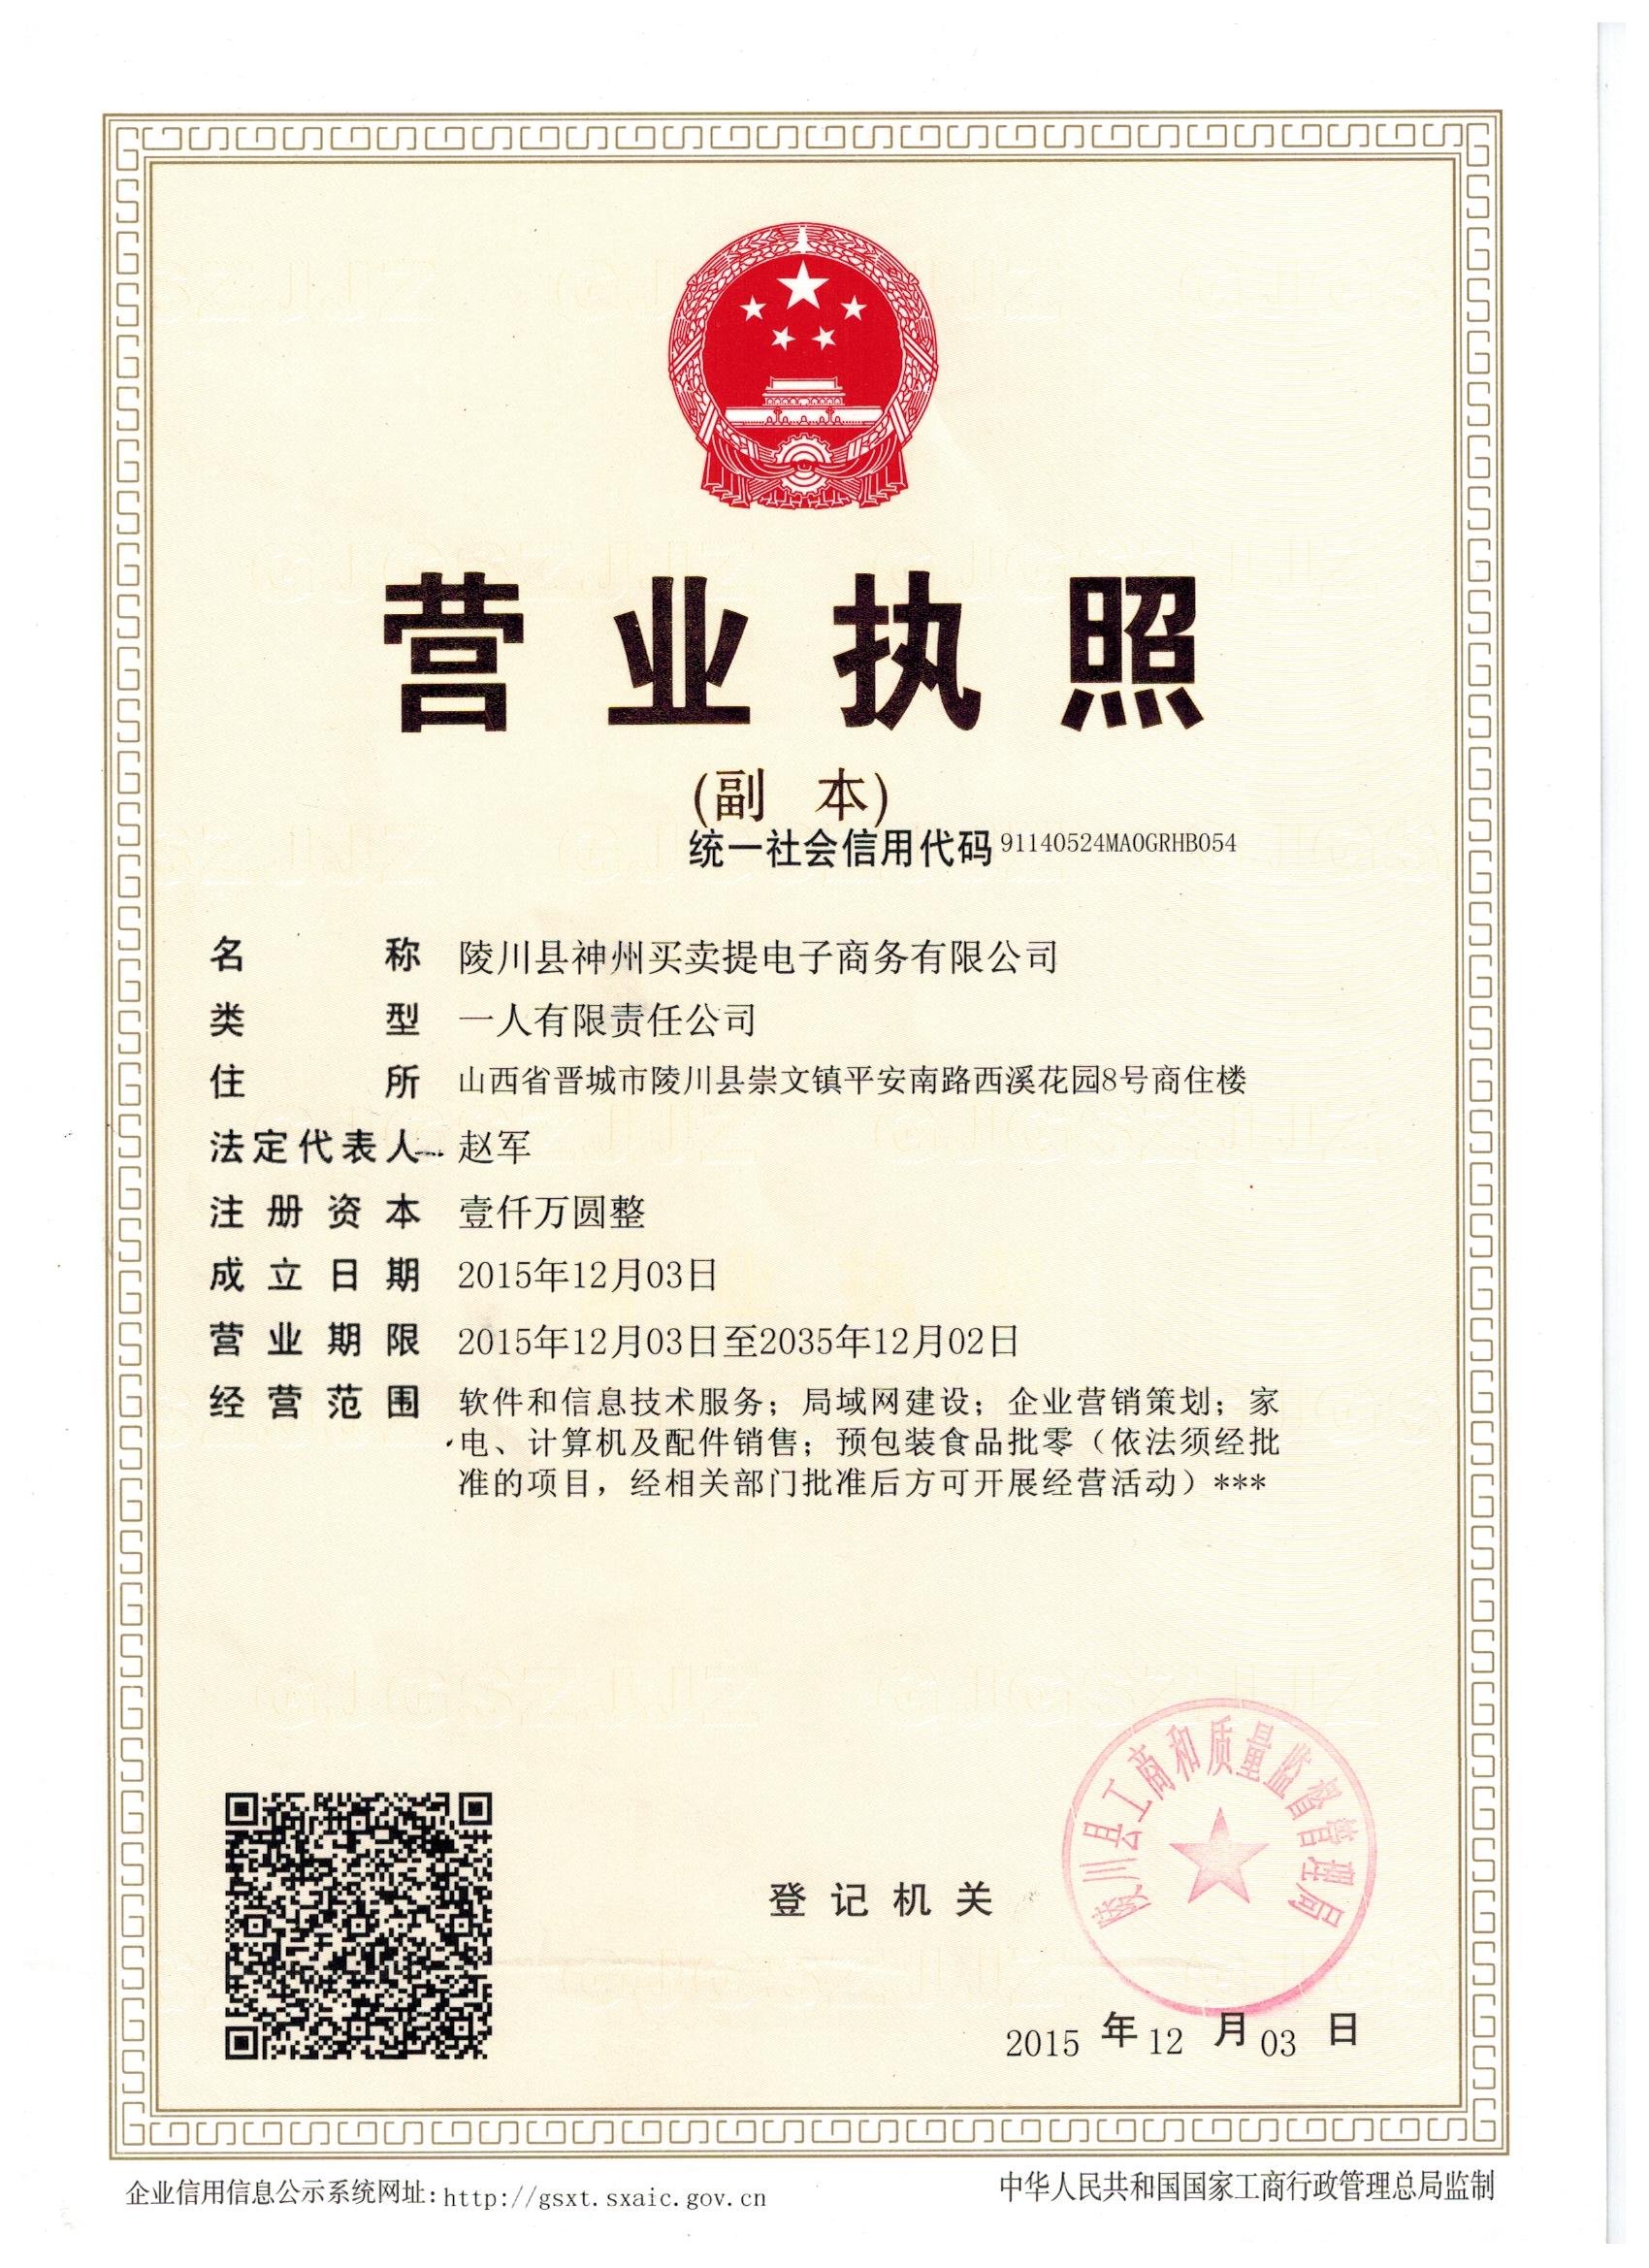 营业执照
(副 本)
统一社会信用代码 91140524MA0GRHB054
名称 陵川县神州买卖提电子商务有限公司
类型 一人有限责任公司
住所 山西省晋城市陵川县崇文镇平安南路西溪花园8号商住楼
法定代表人 赵军
注册资本 壹仟万圆整
成立日期 2015年12月03日
营业期限 2015年12月03日至2035年12月02日
经营范围 软件和信息技术服务；局域网建设；企业营销策划；家
电、计算机及配件销售；预包装食品批零（依法须经批
准的项目，经相关部门批准后方可开展经营活动）***
陵川县工商和质量监督管理局
登记机关
2015 年 12 月 03 日
企业信用信息公示系统网址: http://gsxt.sxaic.gov.cn
中华人民共和国国家工商行政管理总局监制